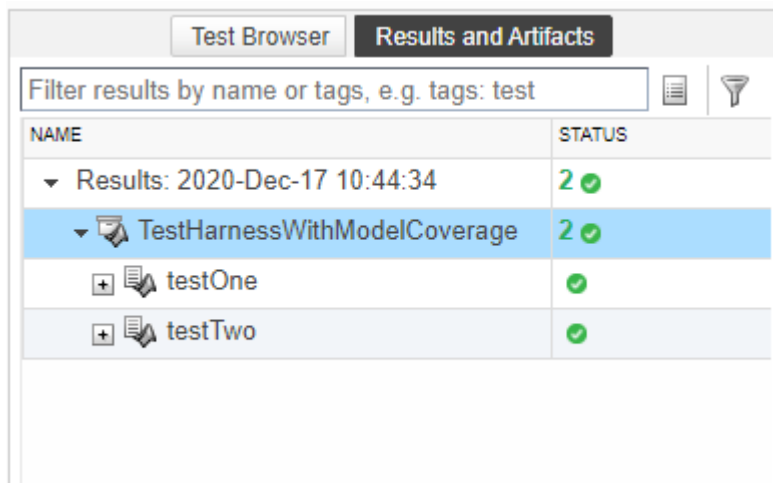 Test Browser Results and Artifacts
Filter results by name or tags, e.g. tags: test
NAME STATUS
Results: 2020-Dec-17 10:44:34 2
TestHarnessWithModelCoverage 2
testOne
testTwo